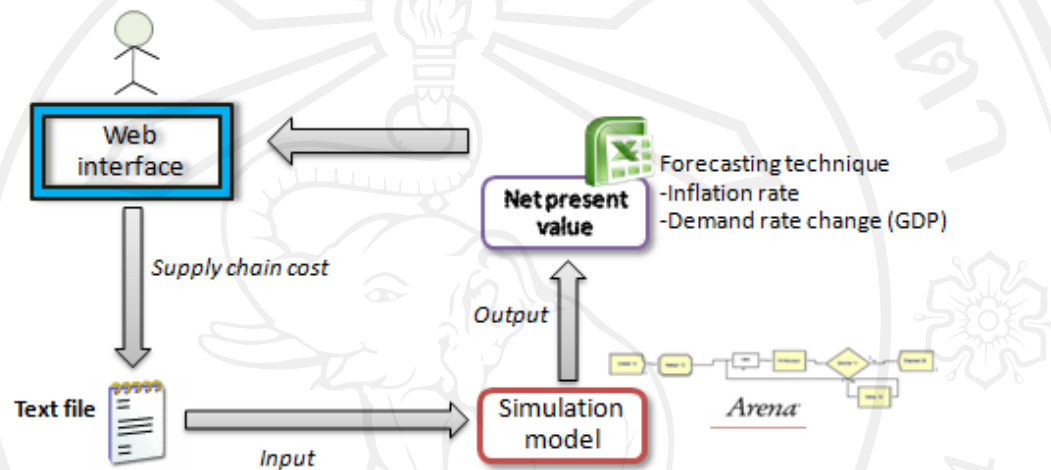 Web
interface
Net present
value
Forecasting technique
-Inflation rate
-Demand rate change (GDP)
Supply chain cost
Output
Text file
Input
Simulation
model
Arena